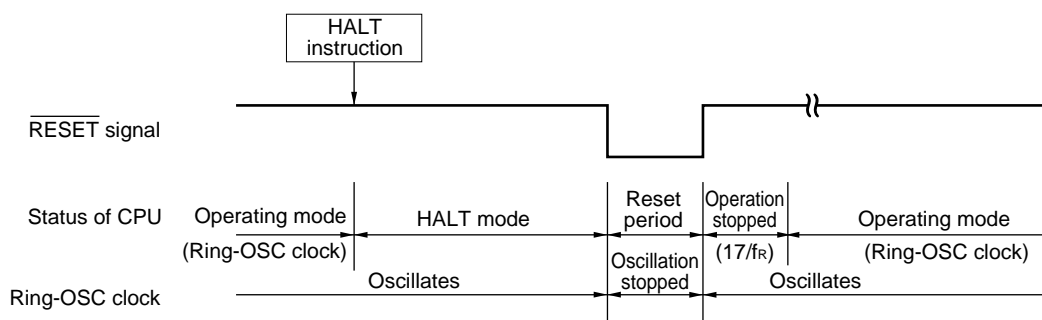 HALT
instruction
RESET signal
Status of CPU
Operating mode
(Ring-OSC clock)
HALT mode
Reset
period
Operation
stopped
(17/fR)
Operating mode
(Ring-OSC clock)
Ring-OSC clock
Oscillates
Oscillation
stopped
Oscillates